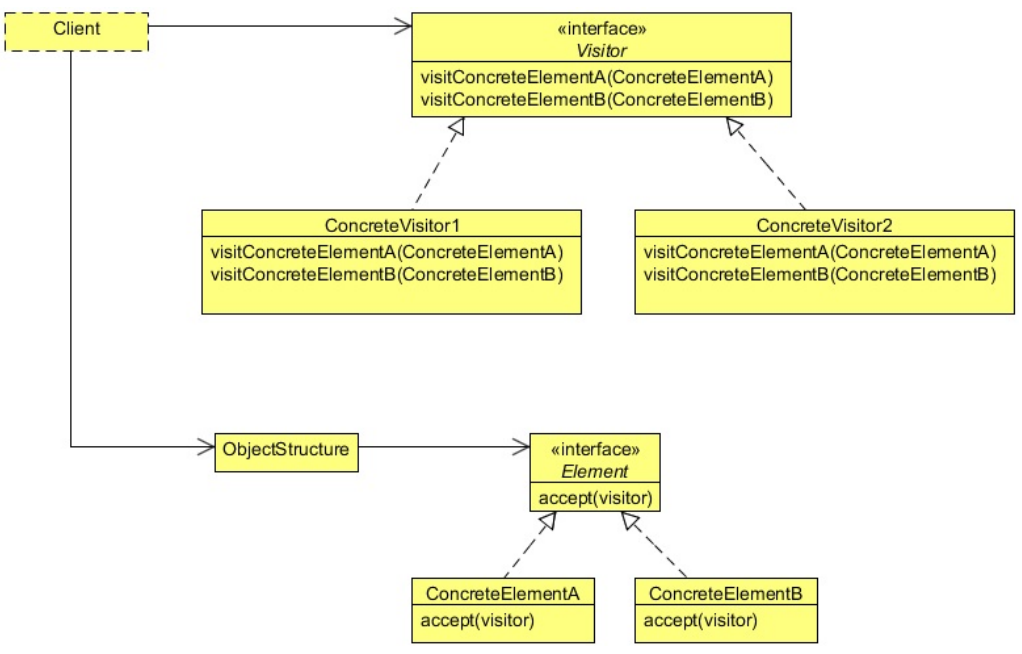 Client
«interface»
Visitor
visitConcreteElementA(ConcreteElementA)
visitConcreteElementB(ConcreteElementB)
ConcreteVisitor1
visitConcreteElementA(ConcreteElementA)
visitConcreteElementB(ConcreteElementB)
ConcreteVisitor2
visitConcreteElementA(ConcreteElementA)
visitConcreteElementB(ConcreteElementB)
ObjectStructure
«interface»
Element
accept(visitor)
ConcreteElementA
accept(visitor)
ConcreteElementB
accept(visitor)